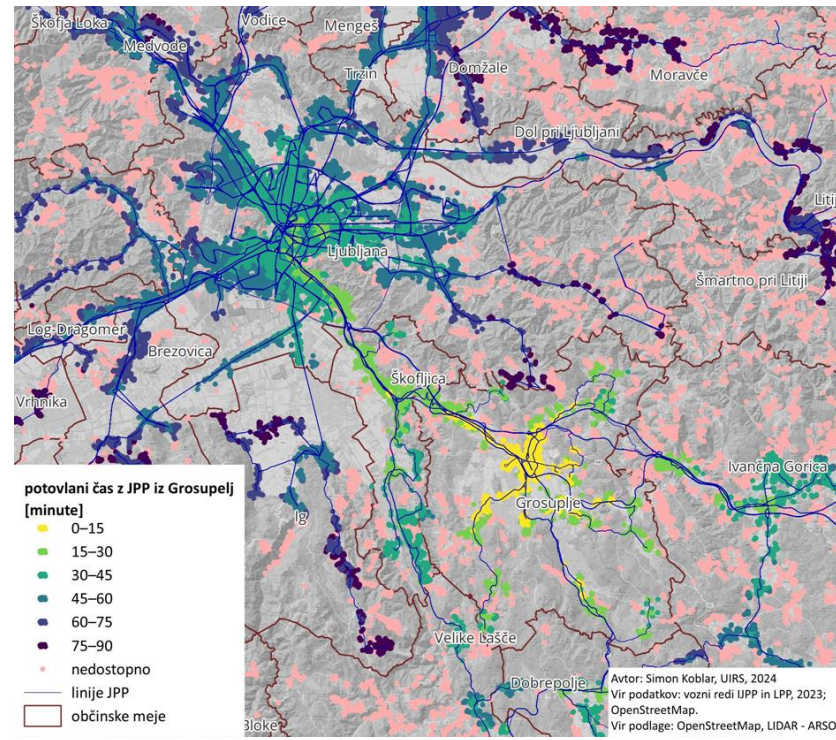 Škofja Loka
Vodice
Mengeš
Medvode
Trzin
Domžale
Moravče
Dol pri Ljubljani
Litij
Ljubljana
Šmartno pri Litiji
Log-Dragomer
Brezovica
Škofljica
Vrhnika
Ivančna Gorica
Grosuplje
Ig
Velike Lašče
Dobrepolje
Bloke
potovlani čas z JPP iz Grosupelj
[minute]
0–15
15–30
30–45
45–60
60–75
75–90
nedostopno
linije JPP
občinske meje
Avtor: Simon Koblar, UIRS, 2024
Vir podatkov: vozni redi IJPP in LPP, 2023;
OpenStreetMap.
Vir podlage: OpenStreetMap, LIDAR - ARSO